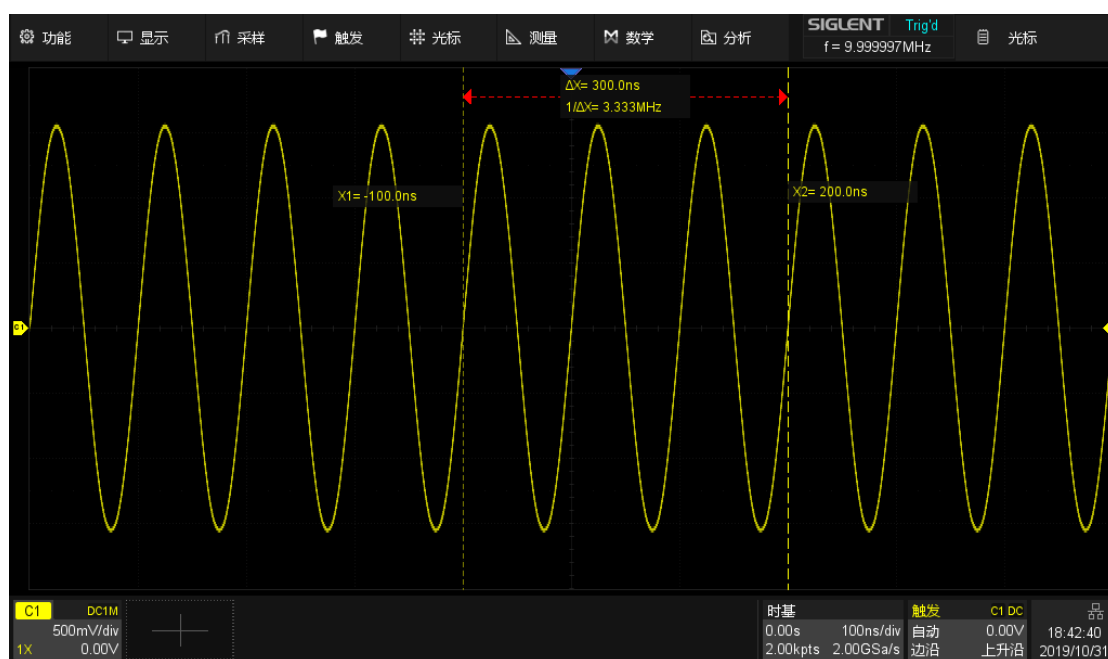 功能 显示 采样 触发 光标 测量 数学 分析 SIGLENT Trig'd 光标
f = 9.999997MHz
ΔX= 300.0ns
1/ΔX= 3.333MHz
X1= -100.0ns
X2= 200.0ns
C1
C1 DC1M
500mV/div
1X 0.00V
时基
0.00s 100ns/div
2.00kpts 2.00GSa/s
触发 C1 DC
自动 0.00V
边沿 上升沿
18:42:40
2019/10/31